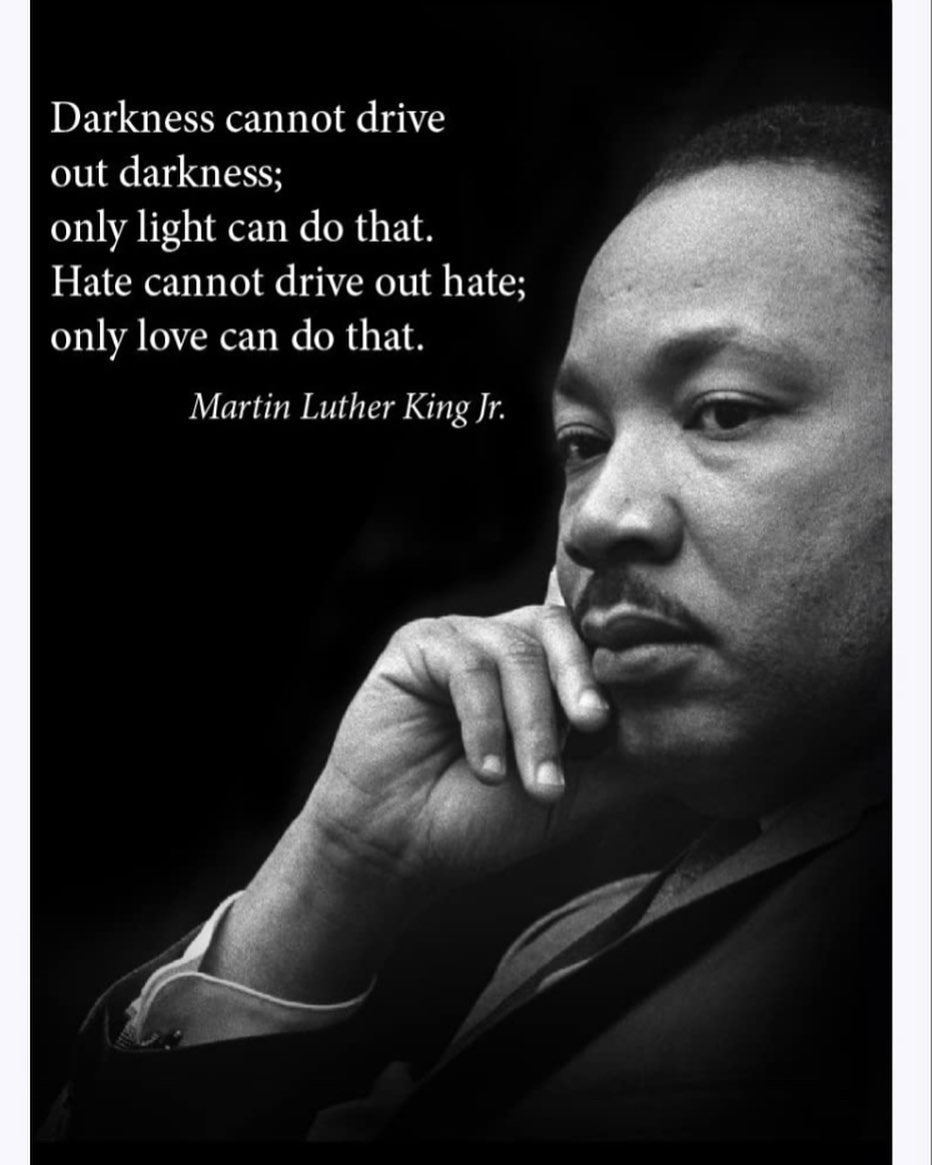 Darkness cannot drive
out darkness;
only light can do that.
Hate cannot drive out hate;
only love can do that.
Martin Luther King Jr.